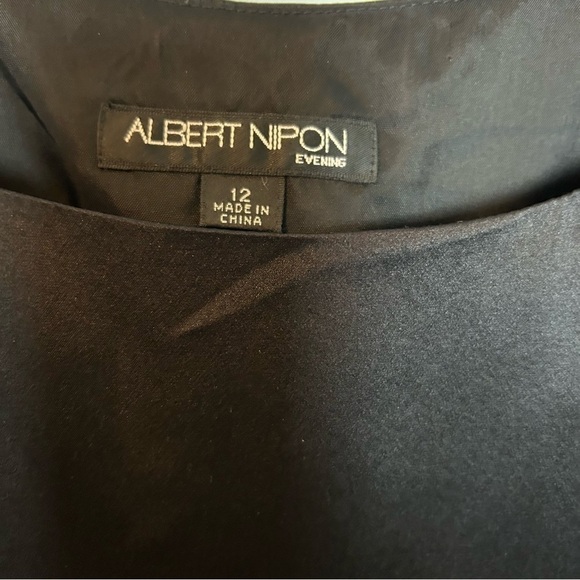 ALBERT NIPON
EVENING
12
MADE IN
CHINA